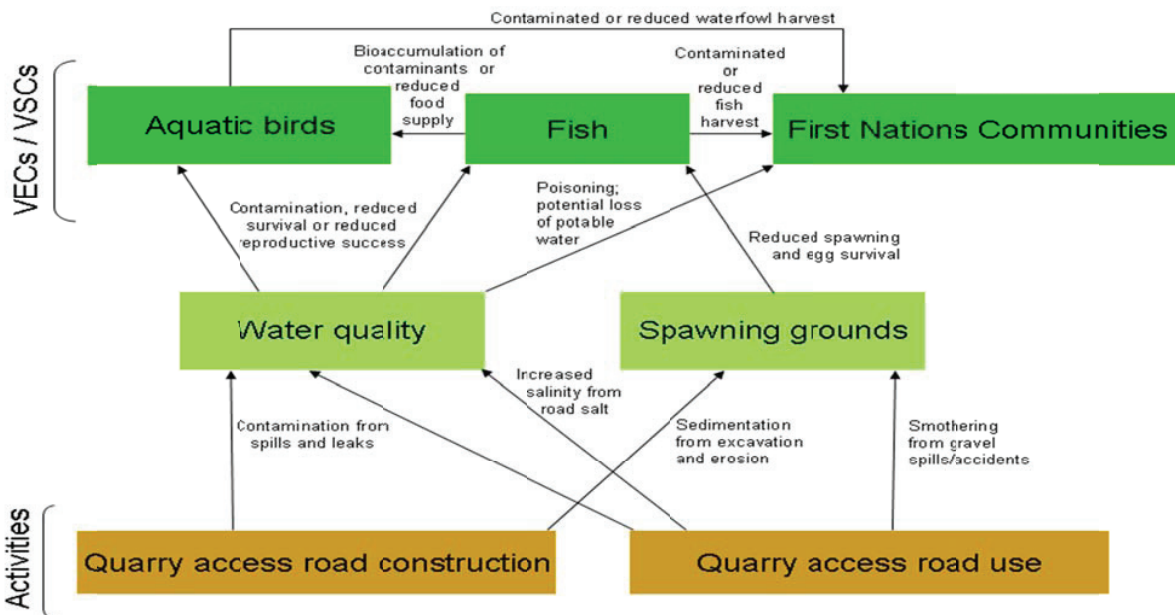 Contaminated or reduced waterfowl harvest
VECs / VSCs
Bioaccumulation of
contaminants or
reduced
food
supply
Contaminated
or
reduced
fish
harvest
Aquatic birds
Fish
First Nations Communities
Contamination, reduced
survival or reduced
reproductive success
Poisoning;
potential loss
of potable
water
Reduced spawning
and egg survival
Water quality
Spawning grounds
Increased
salinity from
road salt
Contamination from
spills and leaks
Sedimentation
from excavation
and erosion
Smothering
from gravel
spills/accidents
Activities
Quarry access road construction
Quarry access road use